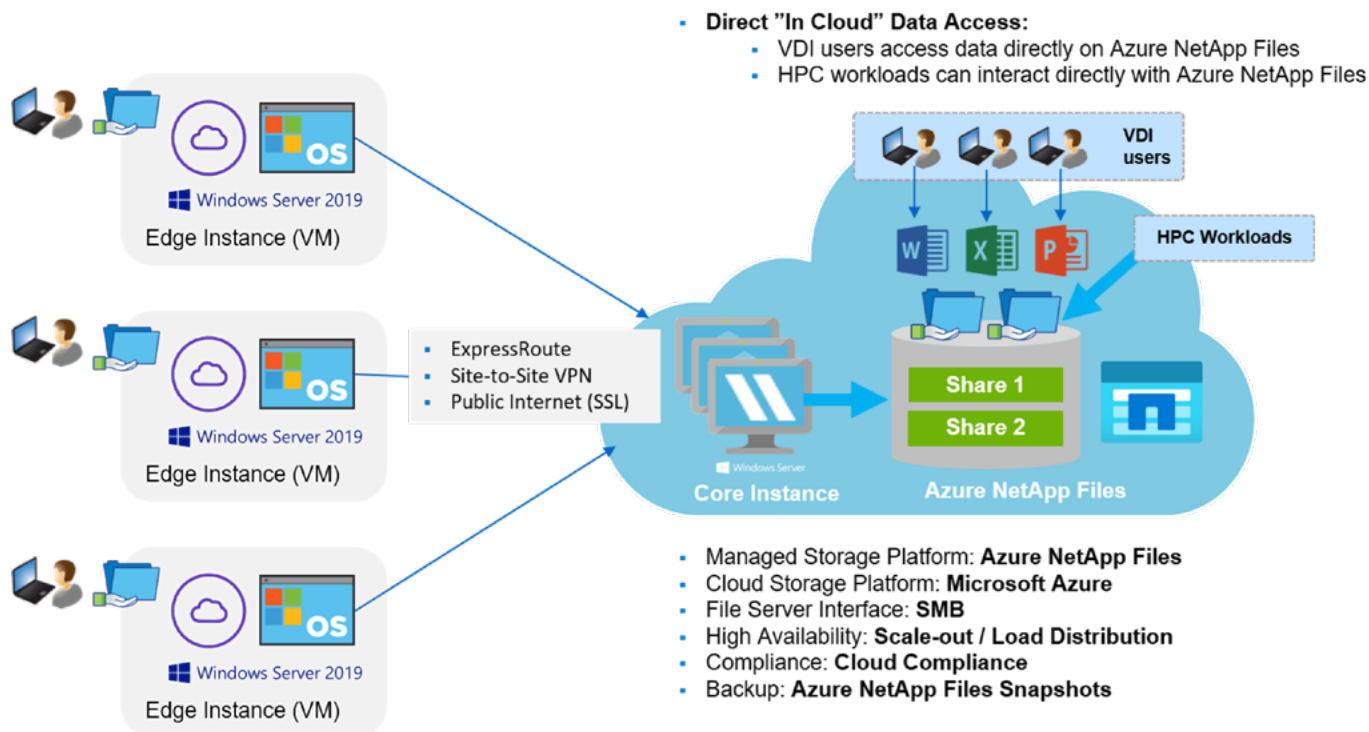 Direct "In Cloud" Data Access:
VDI users access data directly on Azure NetApp Files
HPC workloads can interact directly with Azure NetApp Files
OS
Windows Server 2019
Edge Instance (VM)
OS
Windows Server 2019
Edge Instance (VM)
OS
Windows Server 2019
Edge Instance (VM)
ExpressRoute
Site-to-Site VPN
Public Internet (SSL)
VDI
users
W
X
P
HPC Workloads
Share 1
Share 2
Windows Server
Core Instance
Azure NetApp Files
Managed Storage Platform: Azure NetApp Files
Cloud Storage Platform: Microsoft Azure
File Server Interface: SMB
High Availability: Scale-out / Load Distribution
Compliance: Cloud Compliance
Backup: Azure NetApp Files Snapshots